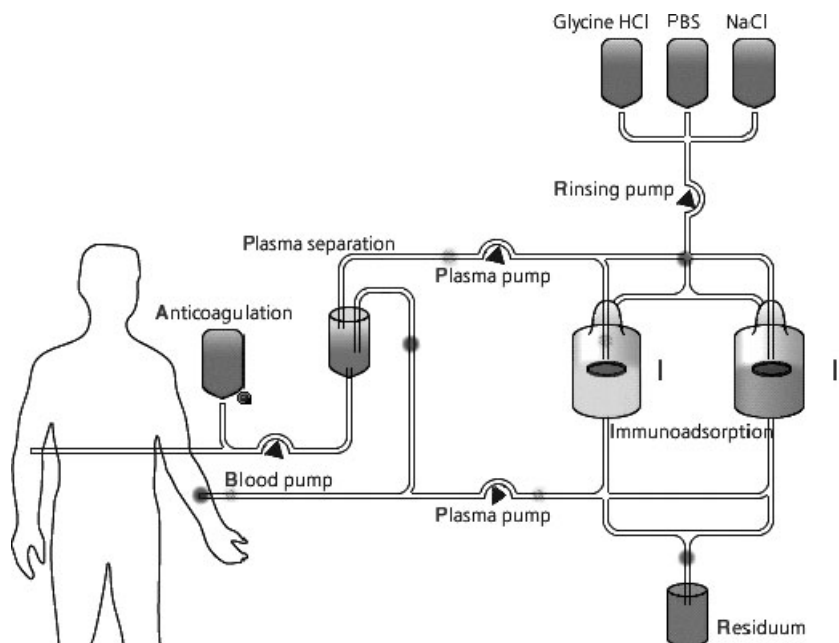 Glycine HCl PBS NaCl
Rinsing pump
Plasma separation
Plasma pump
Anticoagulation
I I
Immunoadsorption
Blood pump
Plasma pump
Residuum